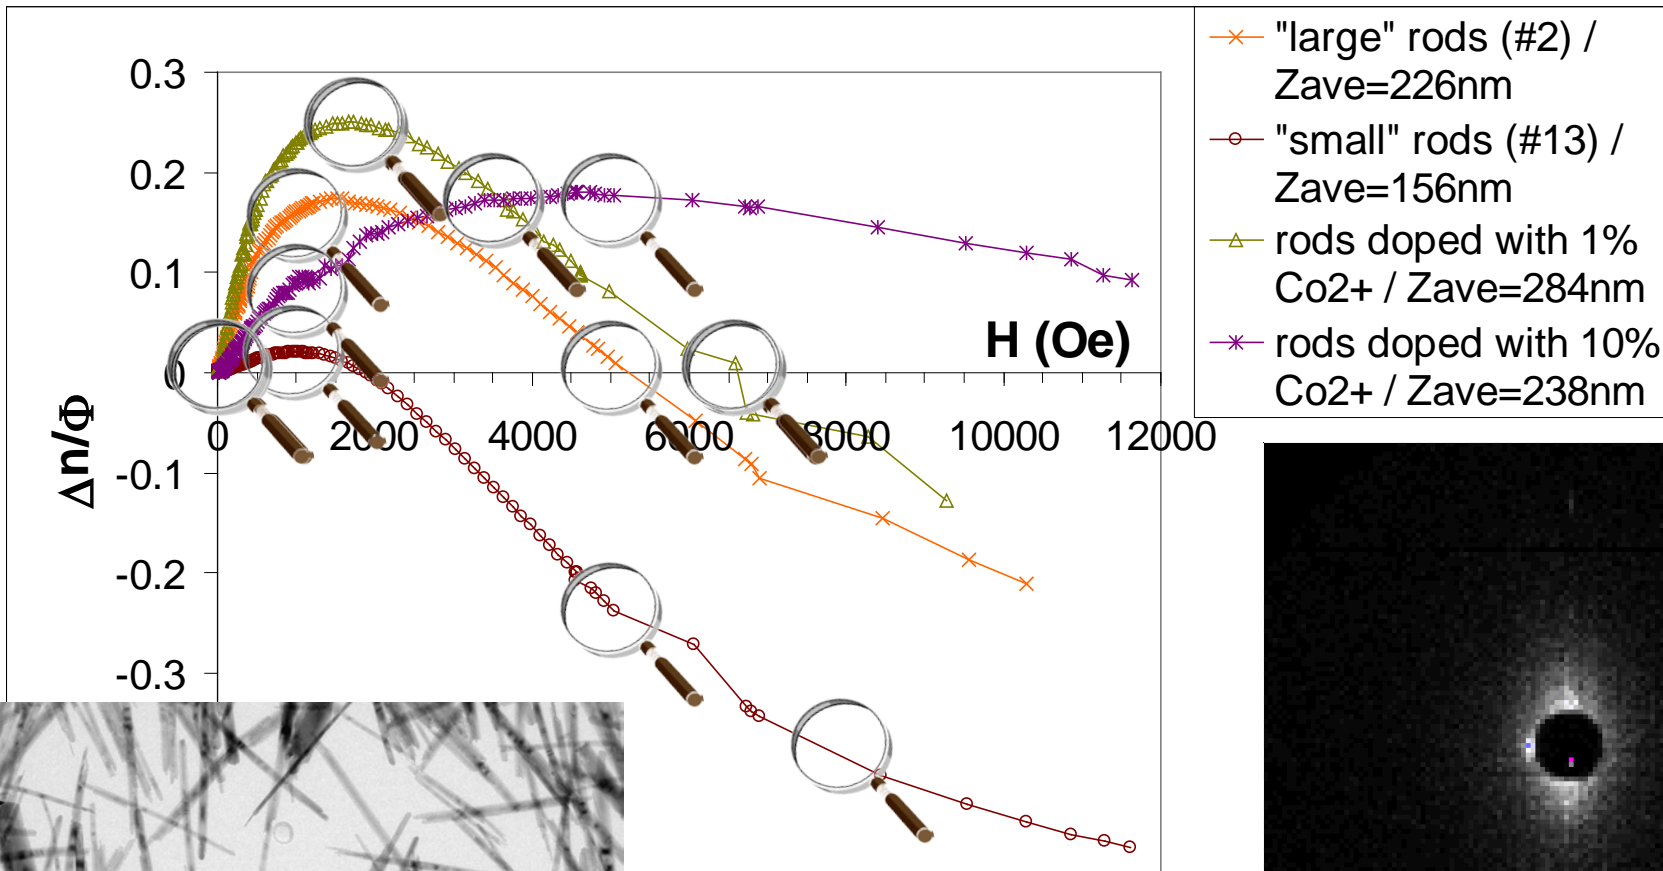 "large" rods (#2) /
Zave=226nm
"small" rods (#13) /
Zave=156nm
rods doped with 1%
Co2+ / Zave=284nm
rods doped with 10%
Co2+ / Zave=238nm
0.3
0.2
0.1
0
-0.1
-0.2
-0.3
Δn/Φ
H (Oe)
0 2000 4000 6000 8000 10000 12000